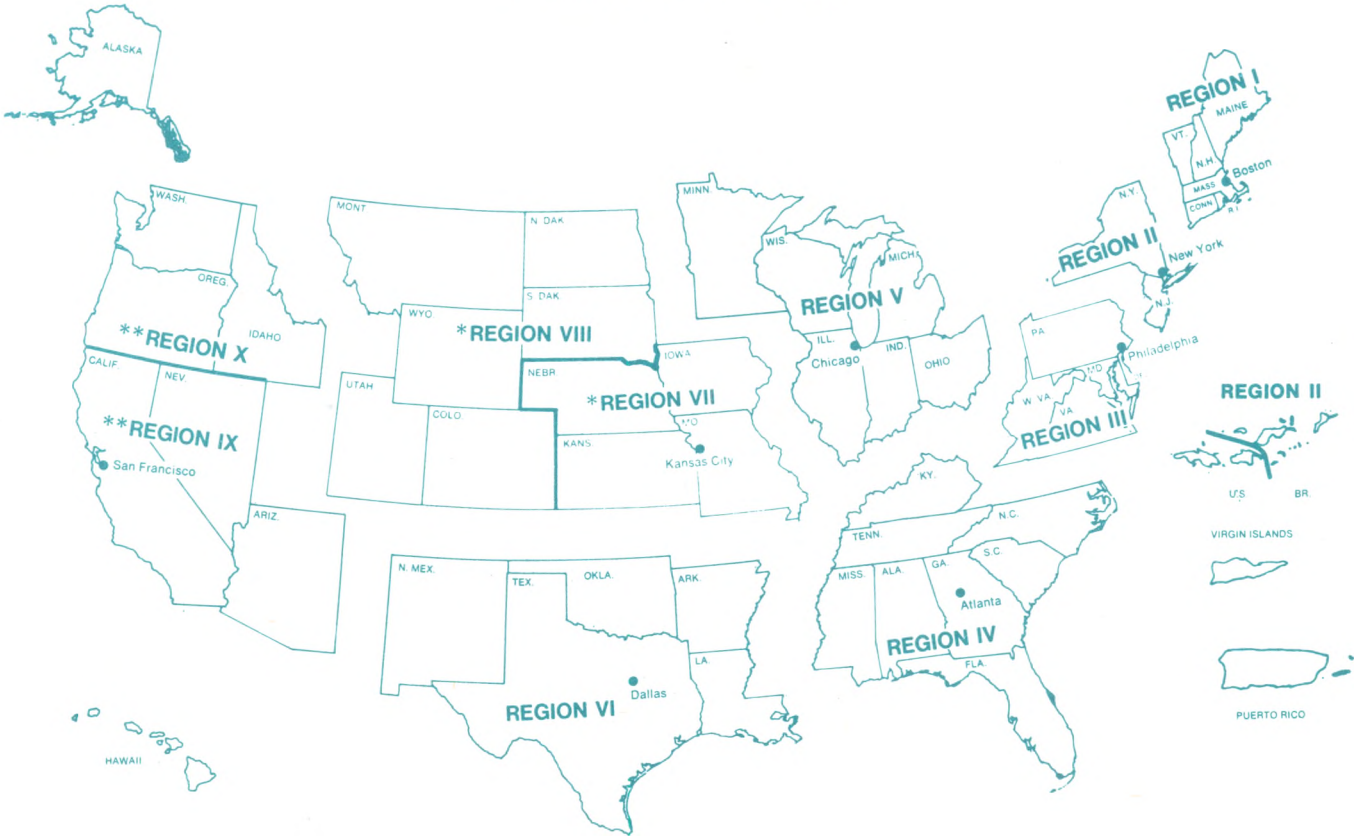 ALASKA
REGION I
MAINE
VT.
N.H.
Boston
MASS
CONN
R.I.
WASH.
MONT
N. DAK
MINN.
N.Y.
REGION II
New York
N.J.
WIS.
MICH.
OREG.
S. DAK
REGION V
WYO
**REGION X
IDAHO
*REGION VIII
PA.
Philadelphia
ILL.
IND.
Chicago
OHIO
IOWA
CALIF.
NEV.
UTAH
NEBR
MD
W. VA
VA
REGION III
REGION II
*REGION VII
COLO
MO
**REGION IX
KANS
Kansas City
San Francisco
KY.
U.S.
BR.
VIRGIN ISLANDS
ARIZ.
N.C.
TENN.
S.C.
N. MEX.
TEX.
OKLA.
ARK.
MISS.
ALA.
GA.
Atlanta
REGION IV
LA.
FLA.
Dallas
REGION VI
PUERTO RICO
HAWAII